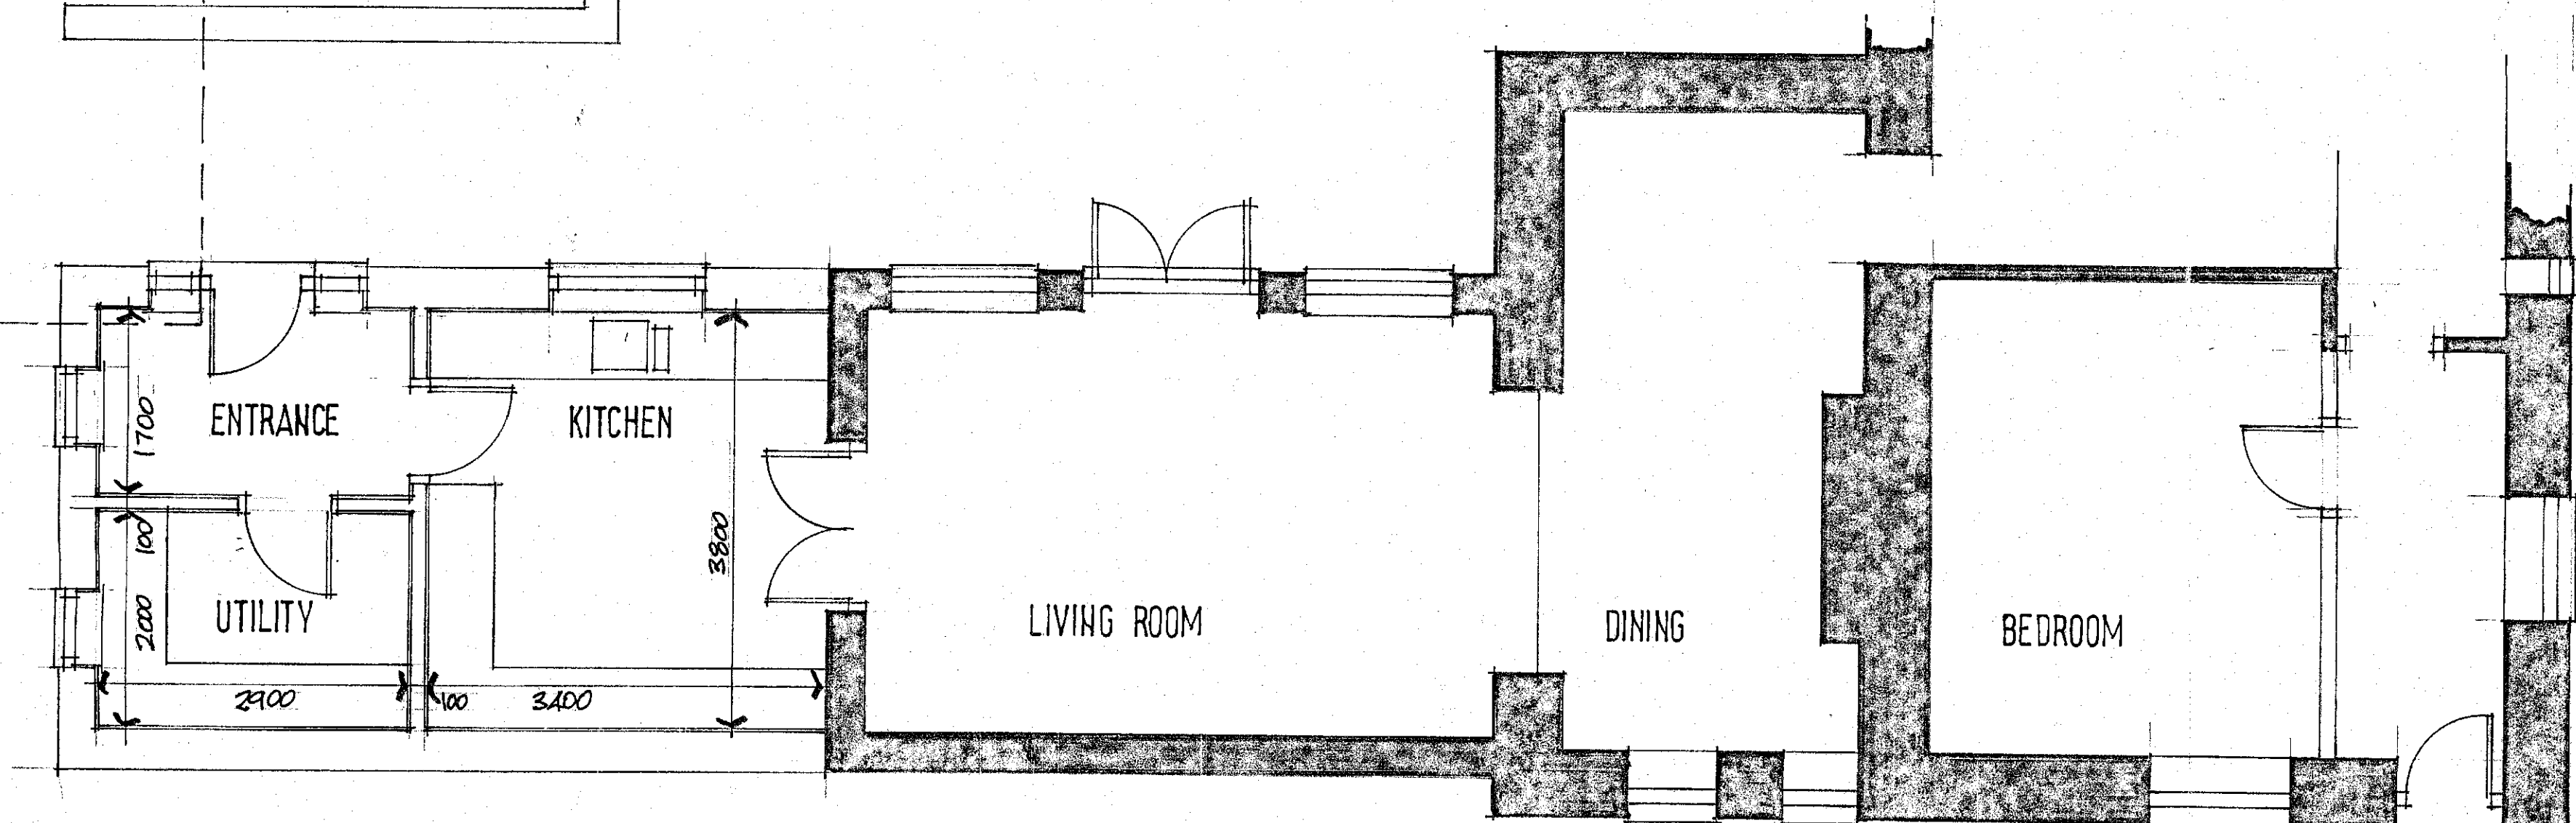 ENTRANCE
KITCHEN
1700
100
3800
2000
UTILITY
LIVING ROOM
DINING
BEDROOM
2900
100
3400